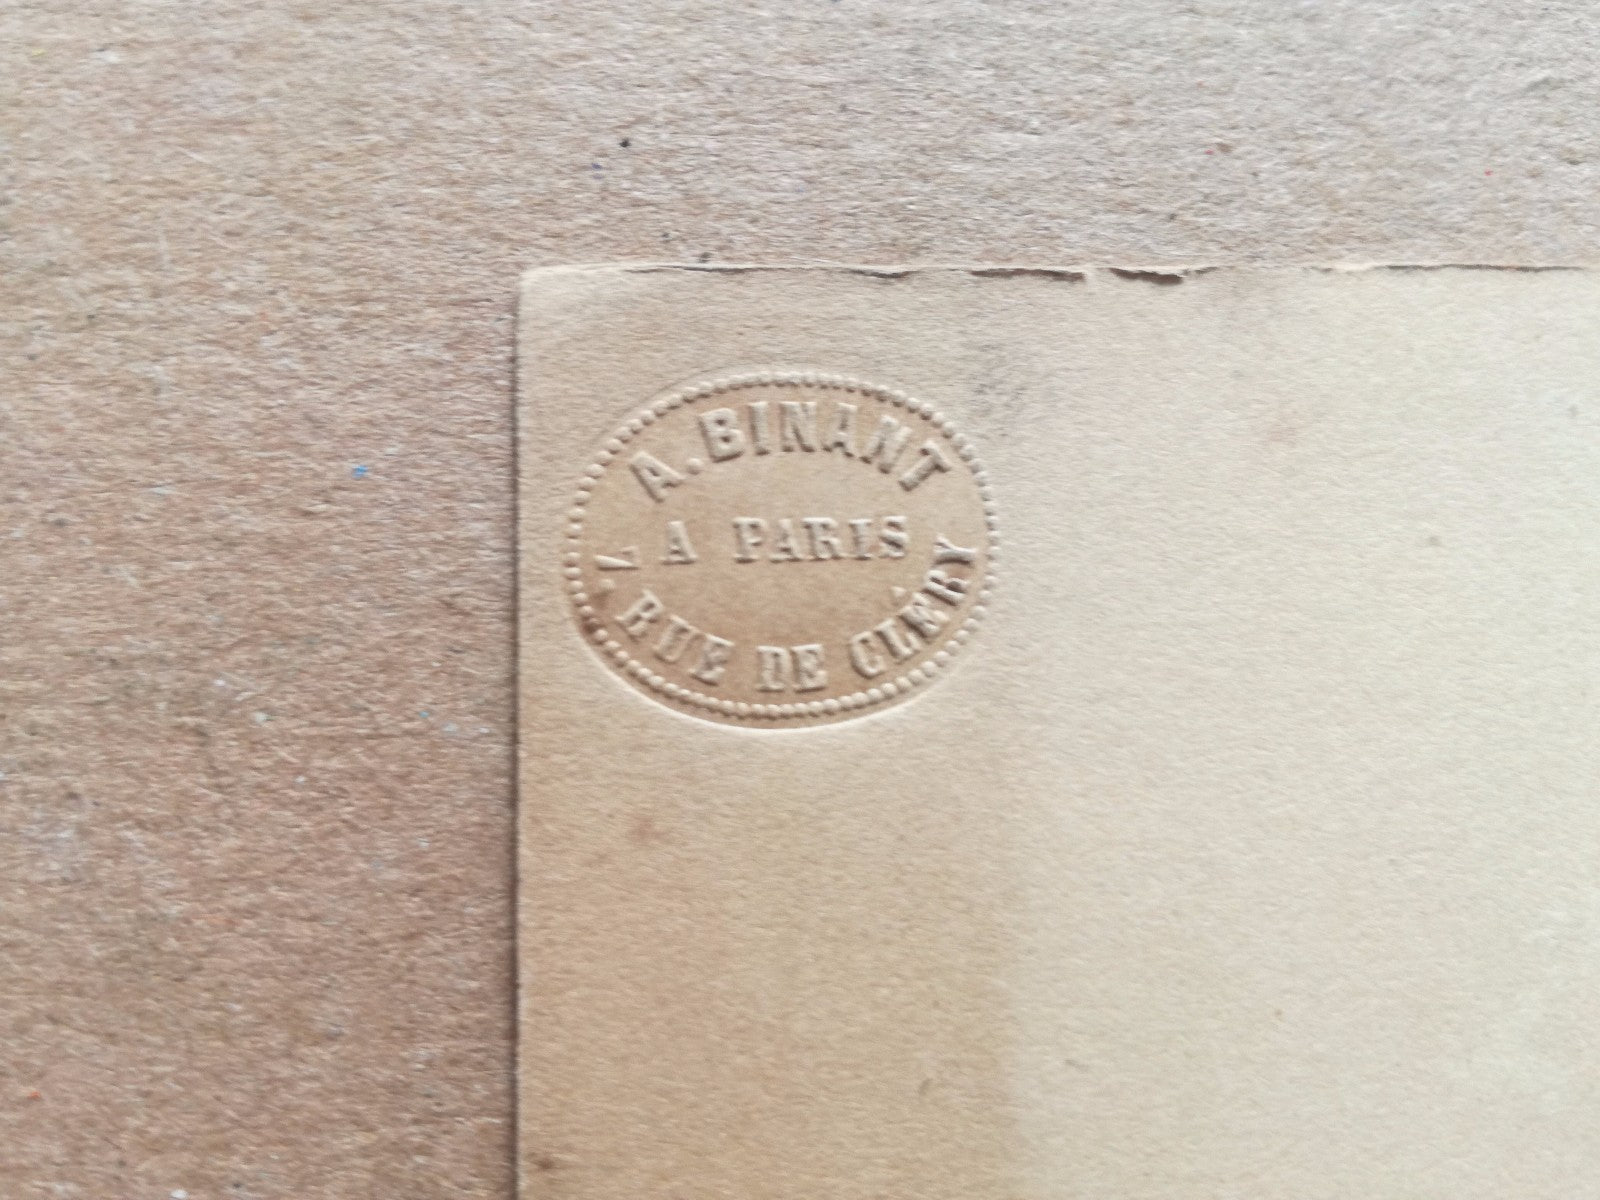 A. BINANT
A PARIS
7 RUE DE CLÉRY